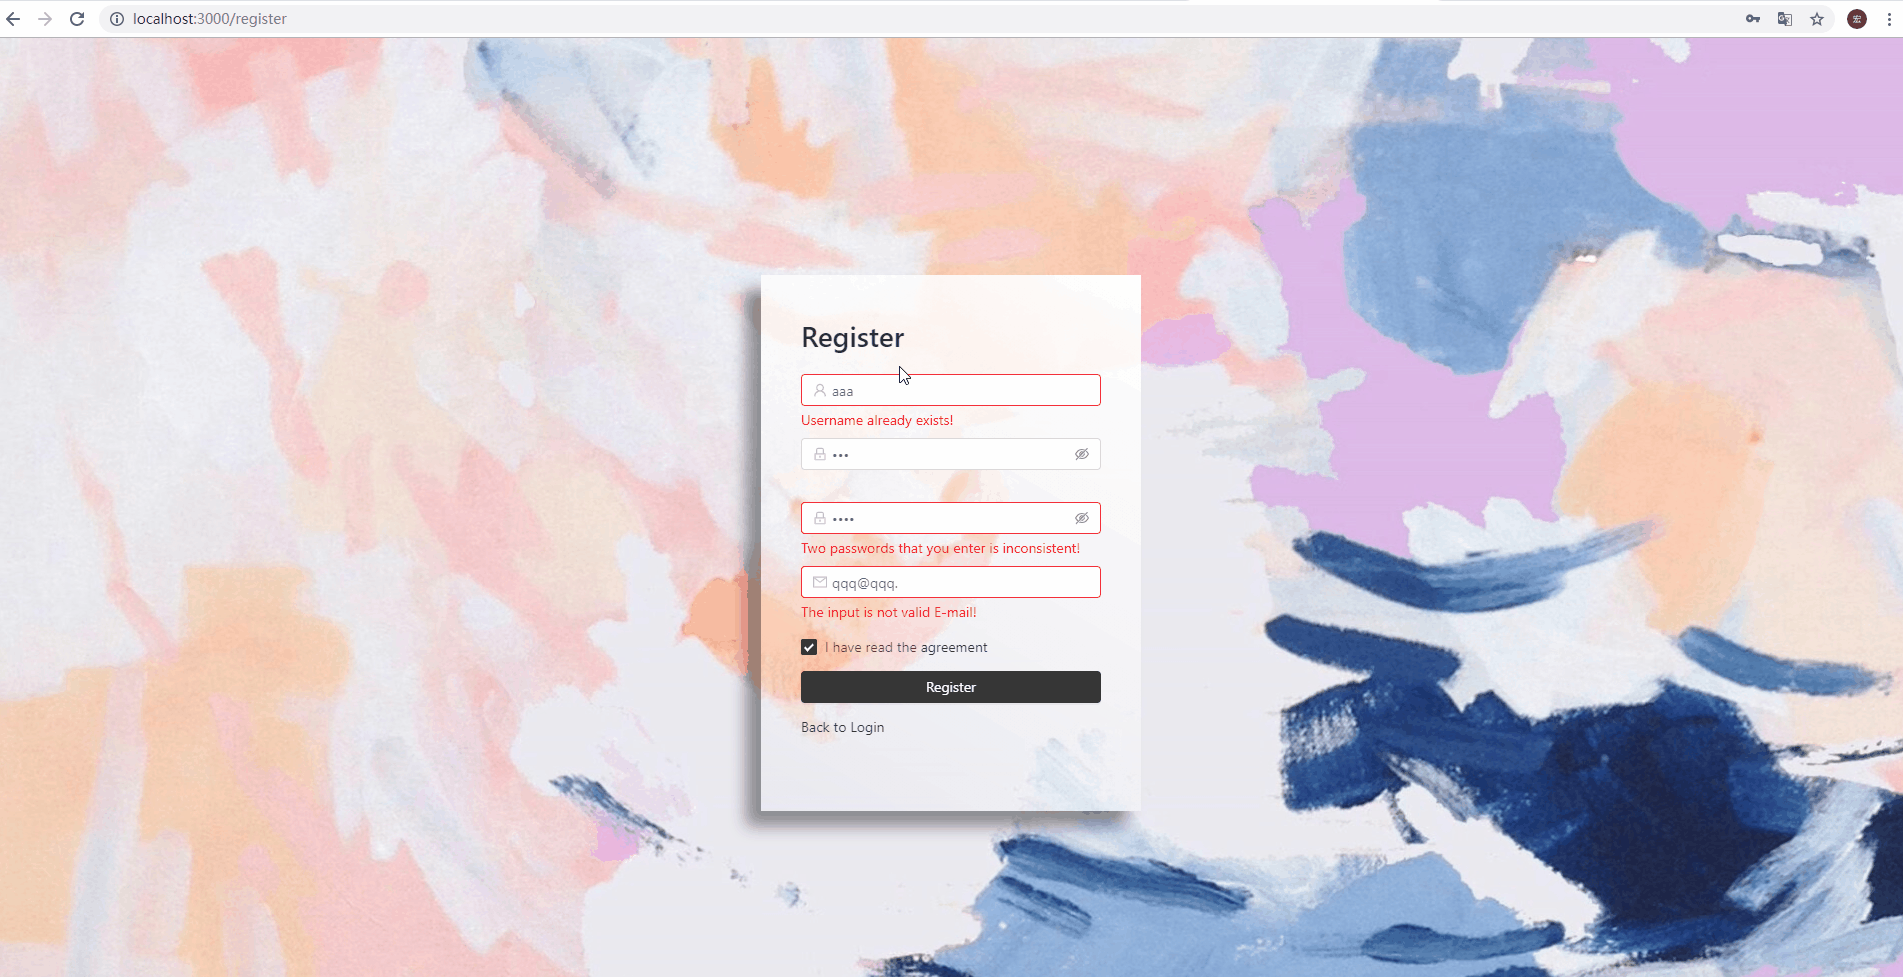 localhost:3000/register
宏
Register
aaa
Username already exists!
•••
••••
Two passwords that you enter is inconsistent!
qqq@qqq.
The input is not valid E-mail!
I have read the agreement
Register
Back to Login